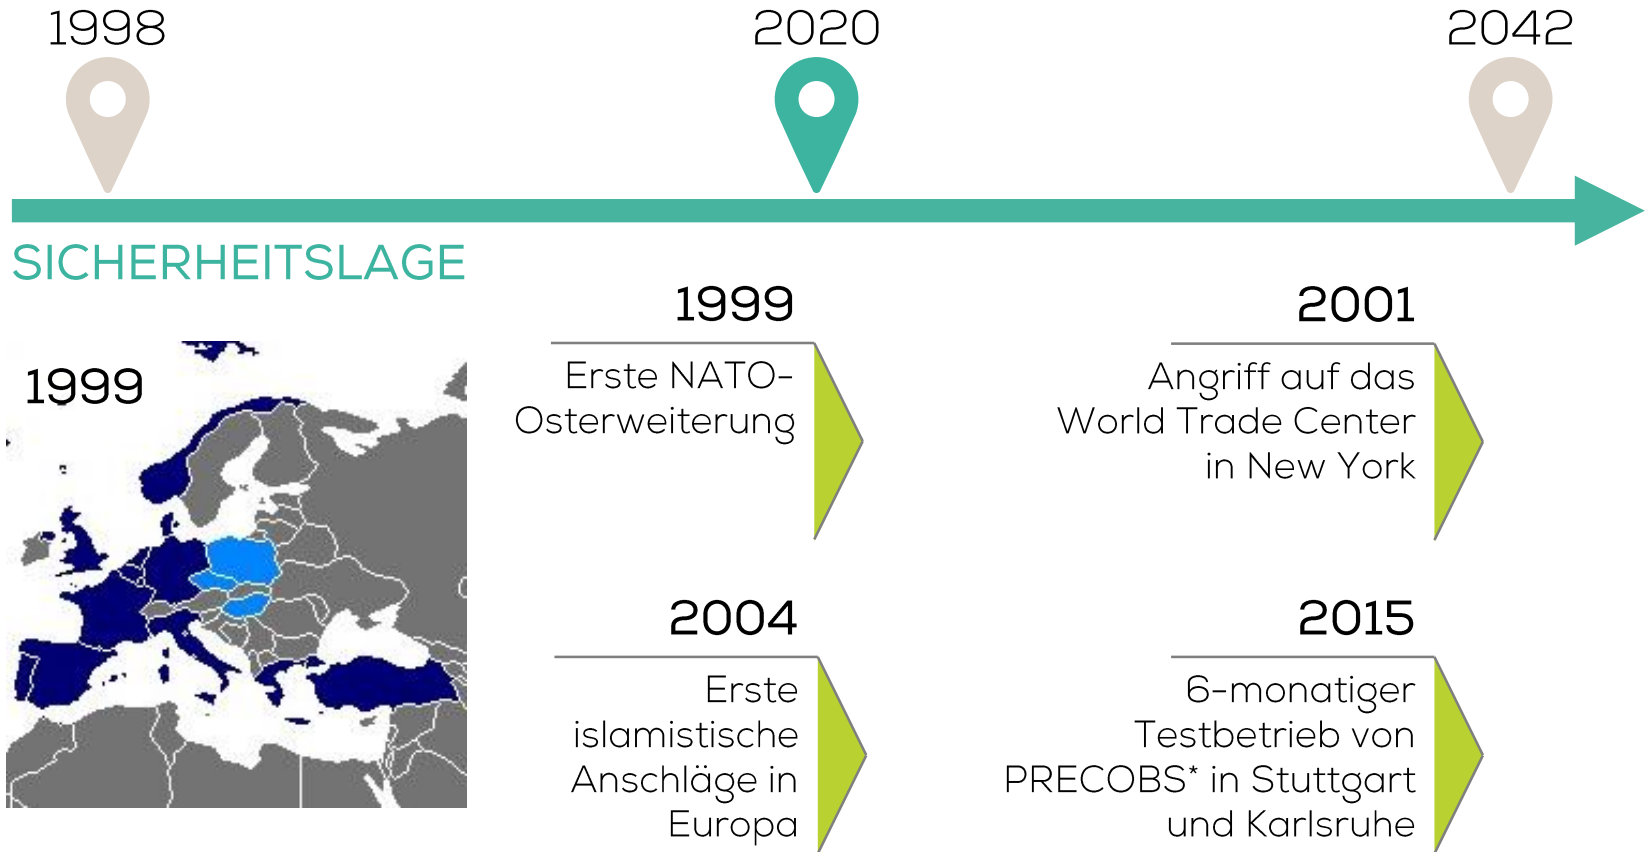 1998
2020
2042
SICHERHEITSLAGE
1999
1999
Erste NATO-
Osterweiterung
2001
Angriff auf das
World Trade Center
in New York
2004
Erste
islamistische
Anschläge in
Europa
2015
6-monatiger
Testbetrieb von
PRECOBS* in Stuttgart
und Karlsruhe